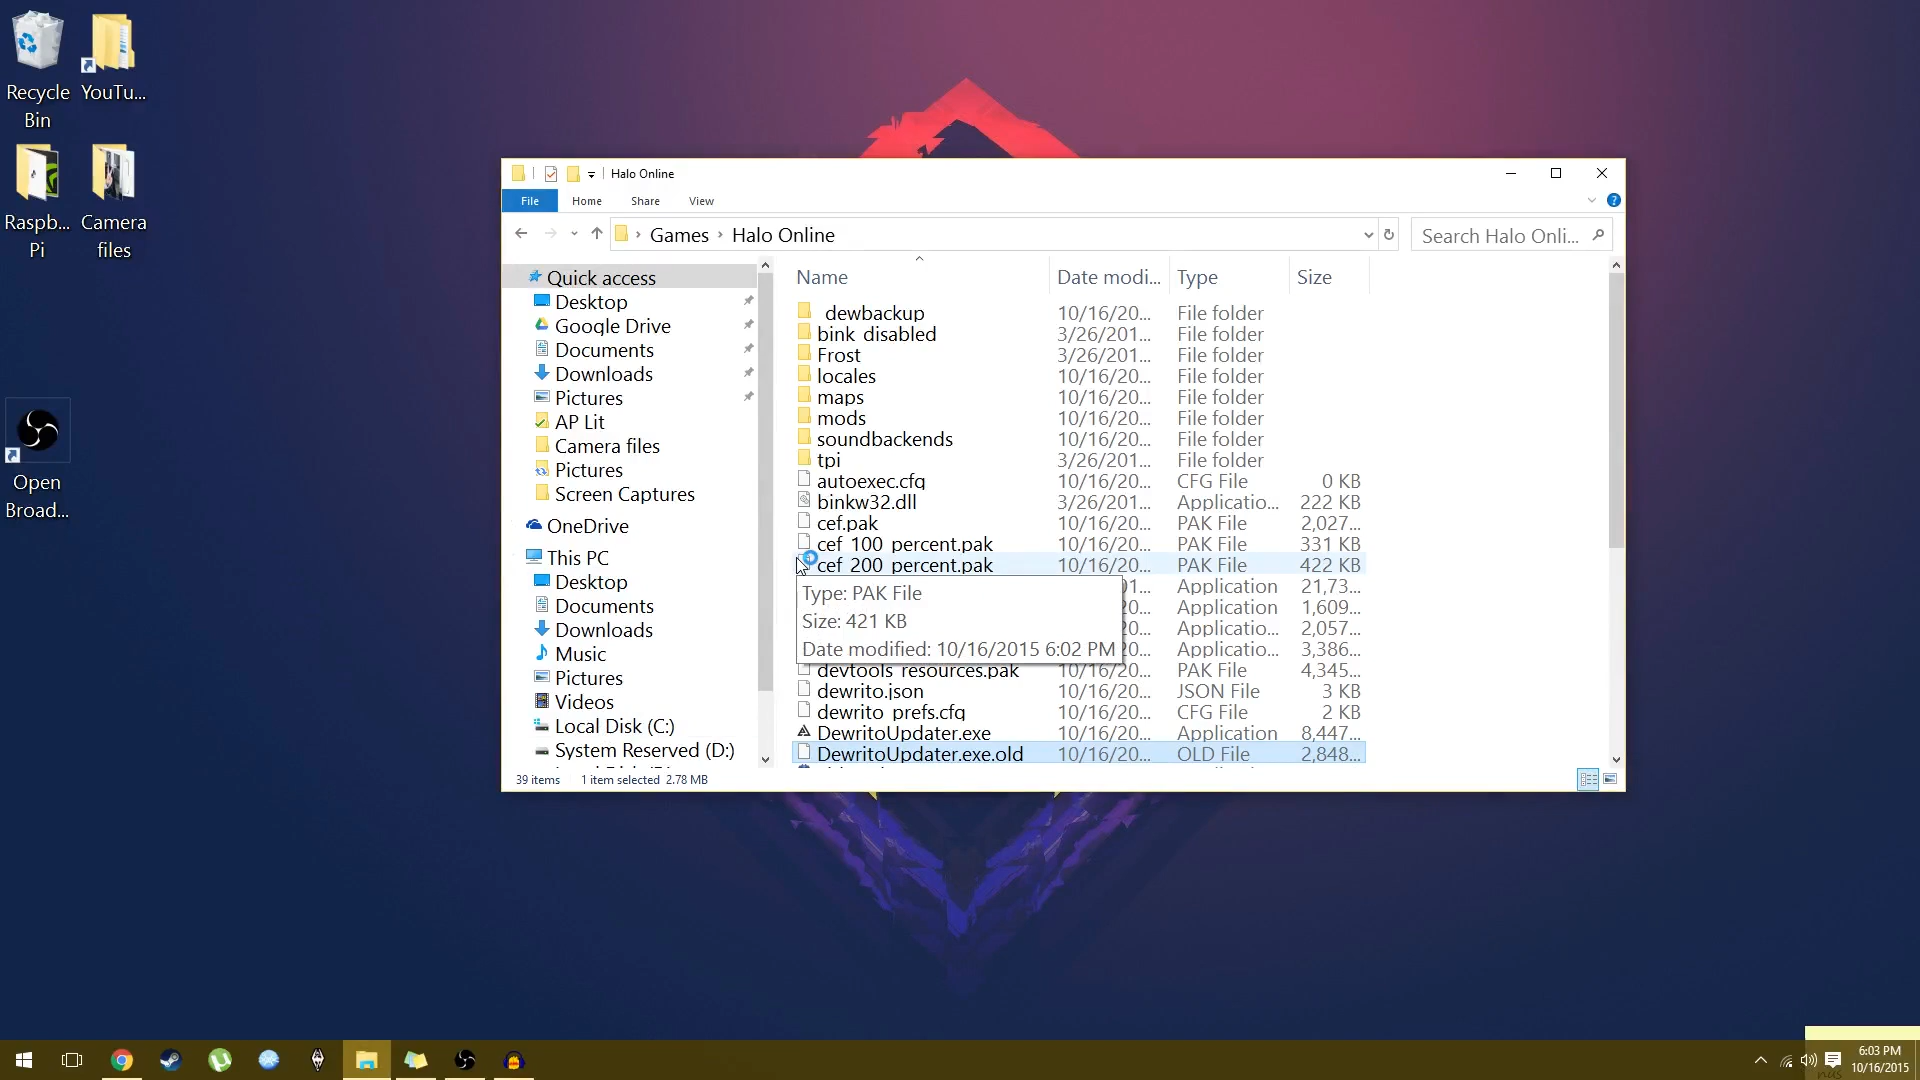 Recycle Bin
YouTu...
Raspb... Pi
Camera files
Open Broad...
Halo Online
File Home Share View
Games › Halo Online
Search Halo Onli...
Quick access
Desktop
Google Drive
Documents
Downloads
Pictures
AP Lit
Camera files
Pictures
Screen Captures
OneDrive
This PC
Desktop
Documents
Downloads
Music
Pictures
Videos
Local Disk (C:)
System Reserved (D:)
Name Date modi... Type Size
_dewbackup 10/16/20... File folder
bink_disabled 3/26/201... File folder
Frost 3/26/201... File folder
locales 10/16/20... File folder
maps 10/16/20... File folder
mods 10/16/20... File folder
soundbackends 10/16/20... File folder
tpi 3/26/201... File folder
autoexec.cfg 10/16/20... CFG File 0 KB
binkw32.dll 3/26/201... Applicatio... 222 KB
cef.pak 10/16/20... PAK File 2,027...
cef_100_percent.pak 10/16/20... PAK File 331 KB
cef_200_percent.pak 10/16/20... PAK File 422 KB
Application 21,73...
Application 1,609...
Applicatio... 2,057...
Applicatio... 3,386...
Type: PAK File
Size: 421 KB
Date modified: 10/16/2015 6:02 PM
devtools_resources.pak 10/16/20... PAK File 4,345...
dewrito.json 10/16/20... JSON File 3 KB
dewrito_prefs.cfg 10/16/20... CFG File 2 KB
DewritoUpdater.exe 10/16/20... Application 8,447...
DewritoUpdater.exe.old 10/16/20... OLD File 2,848...
39 items 1 item selected 2.78 MB
6:03 PM
10/16/2015